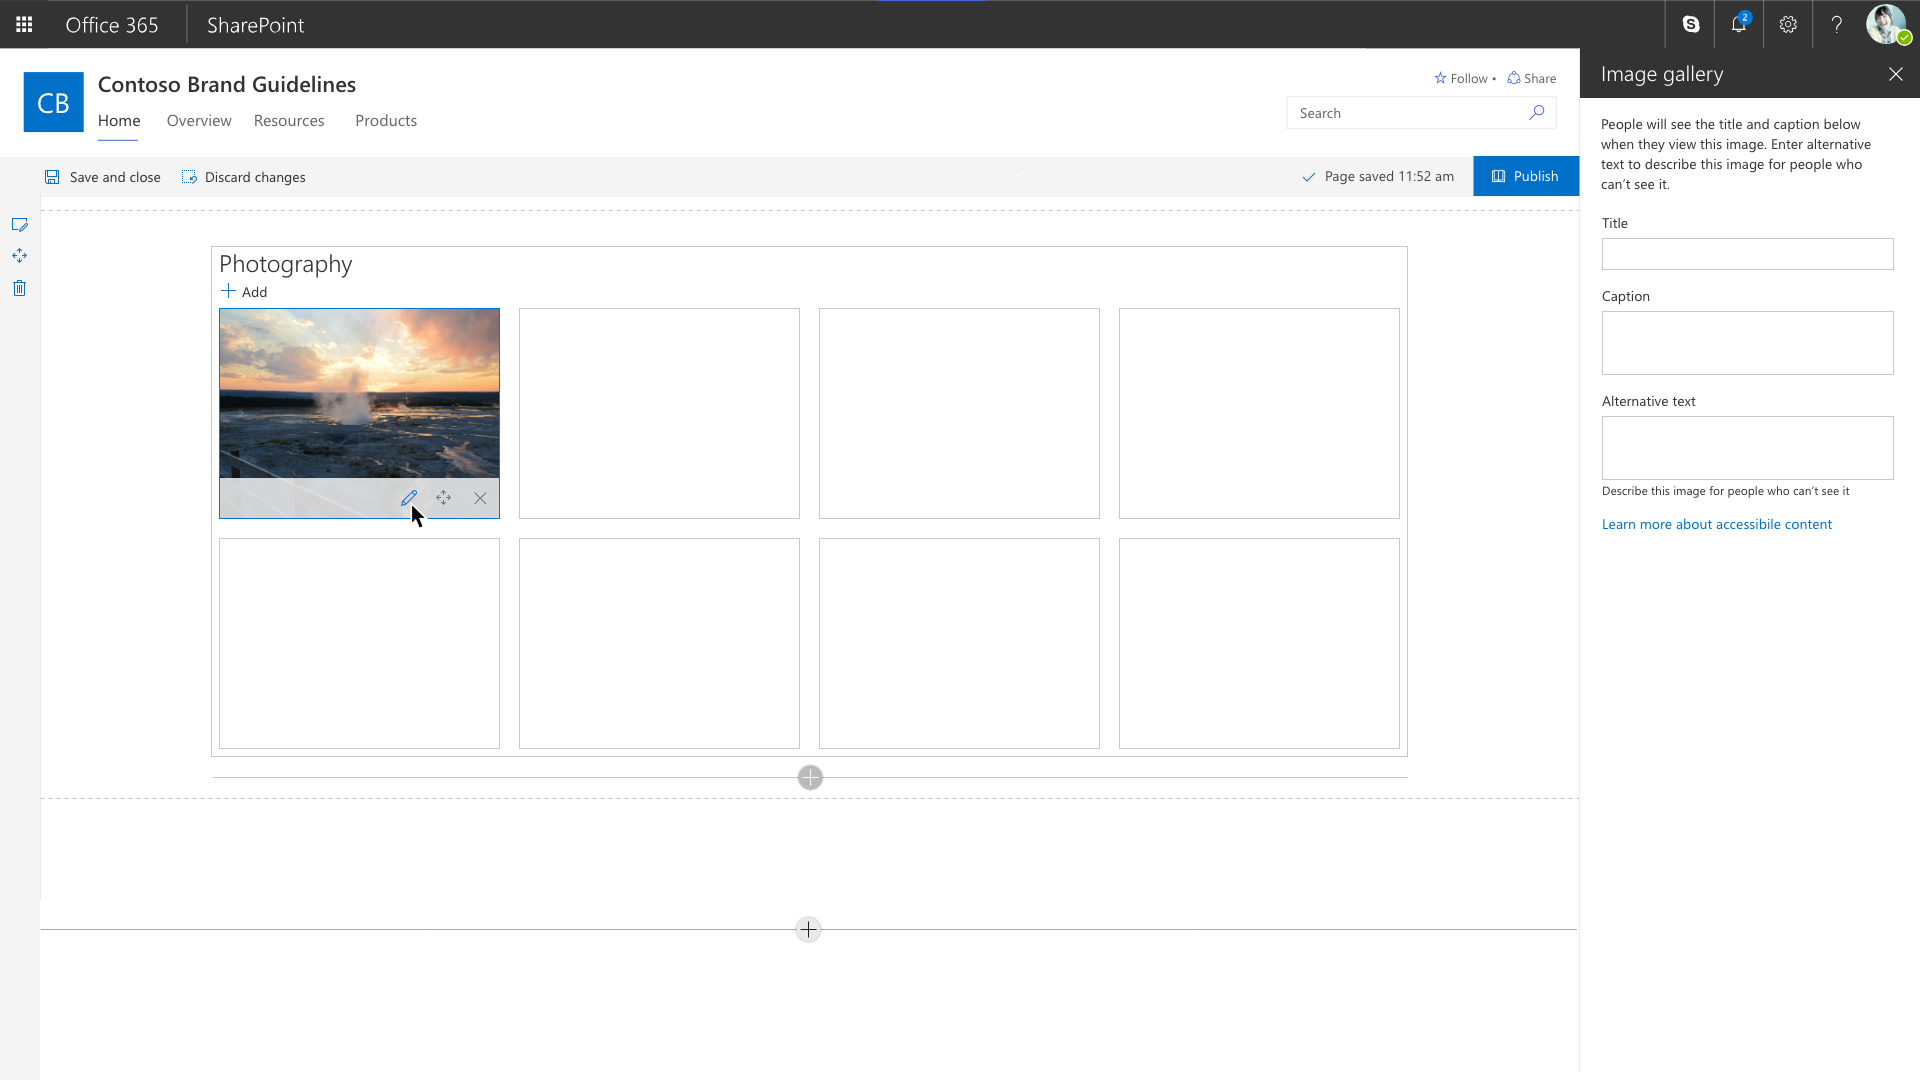 Office 365
SharePoint
2
Image gallery
CB
Contoso Brand Guidelines
Home
Overview
Resources
Products
Follow
Share
Search
Save and close
Discard changes
Page saved 11:52 am
Publish
People will see the title and caption below
when they view this image. Enter alternative
text to describe this image for people who
can't see it.
Title
Caption
Alternative text
Describe this image for people who can't see it
Learn more about accessibile content
Photography
Add